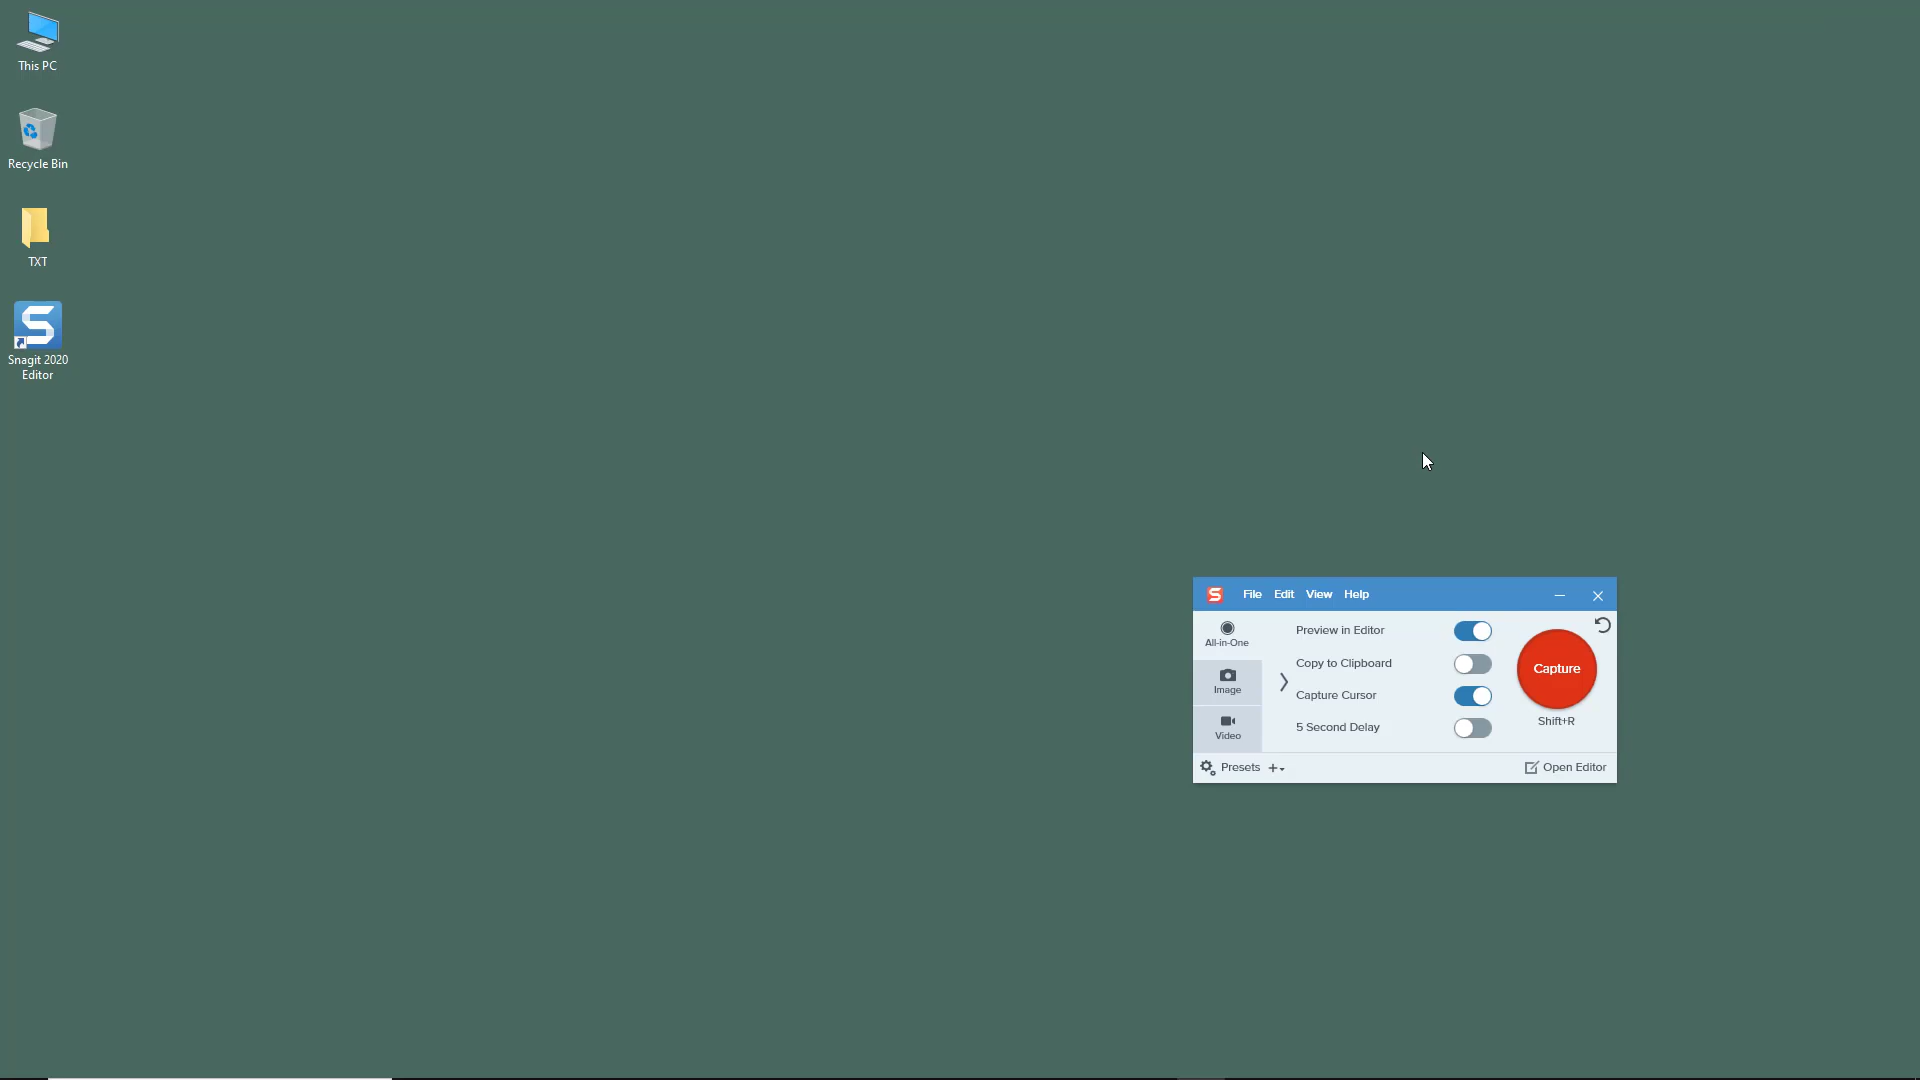 This PC
Recycle Bin
TXT
Snagit 2020
Editor
File Edit View Help
All-in-One
Image
Video
Preview in Editor
Copy to Clipboard
Capture Cursor
5 Second Delay
Capture
Shift+R
Presets
Open Editor